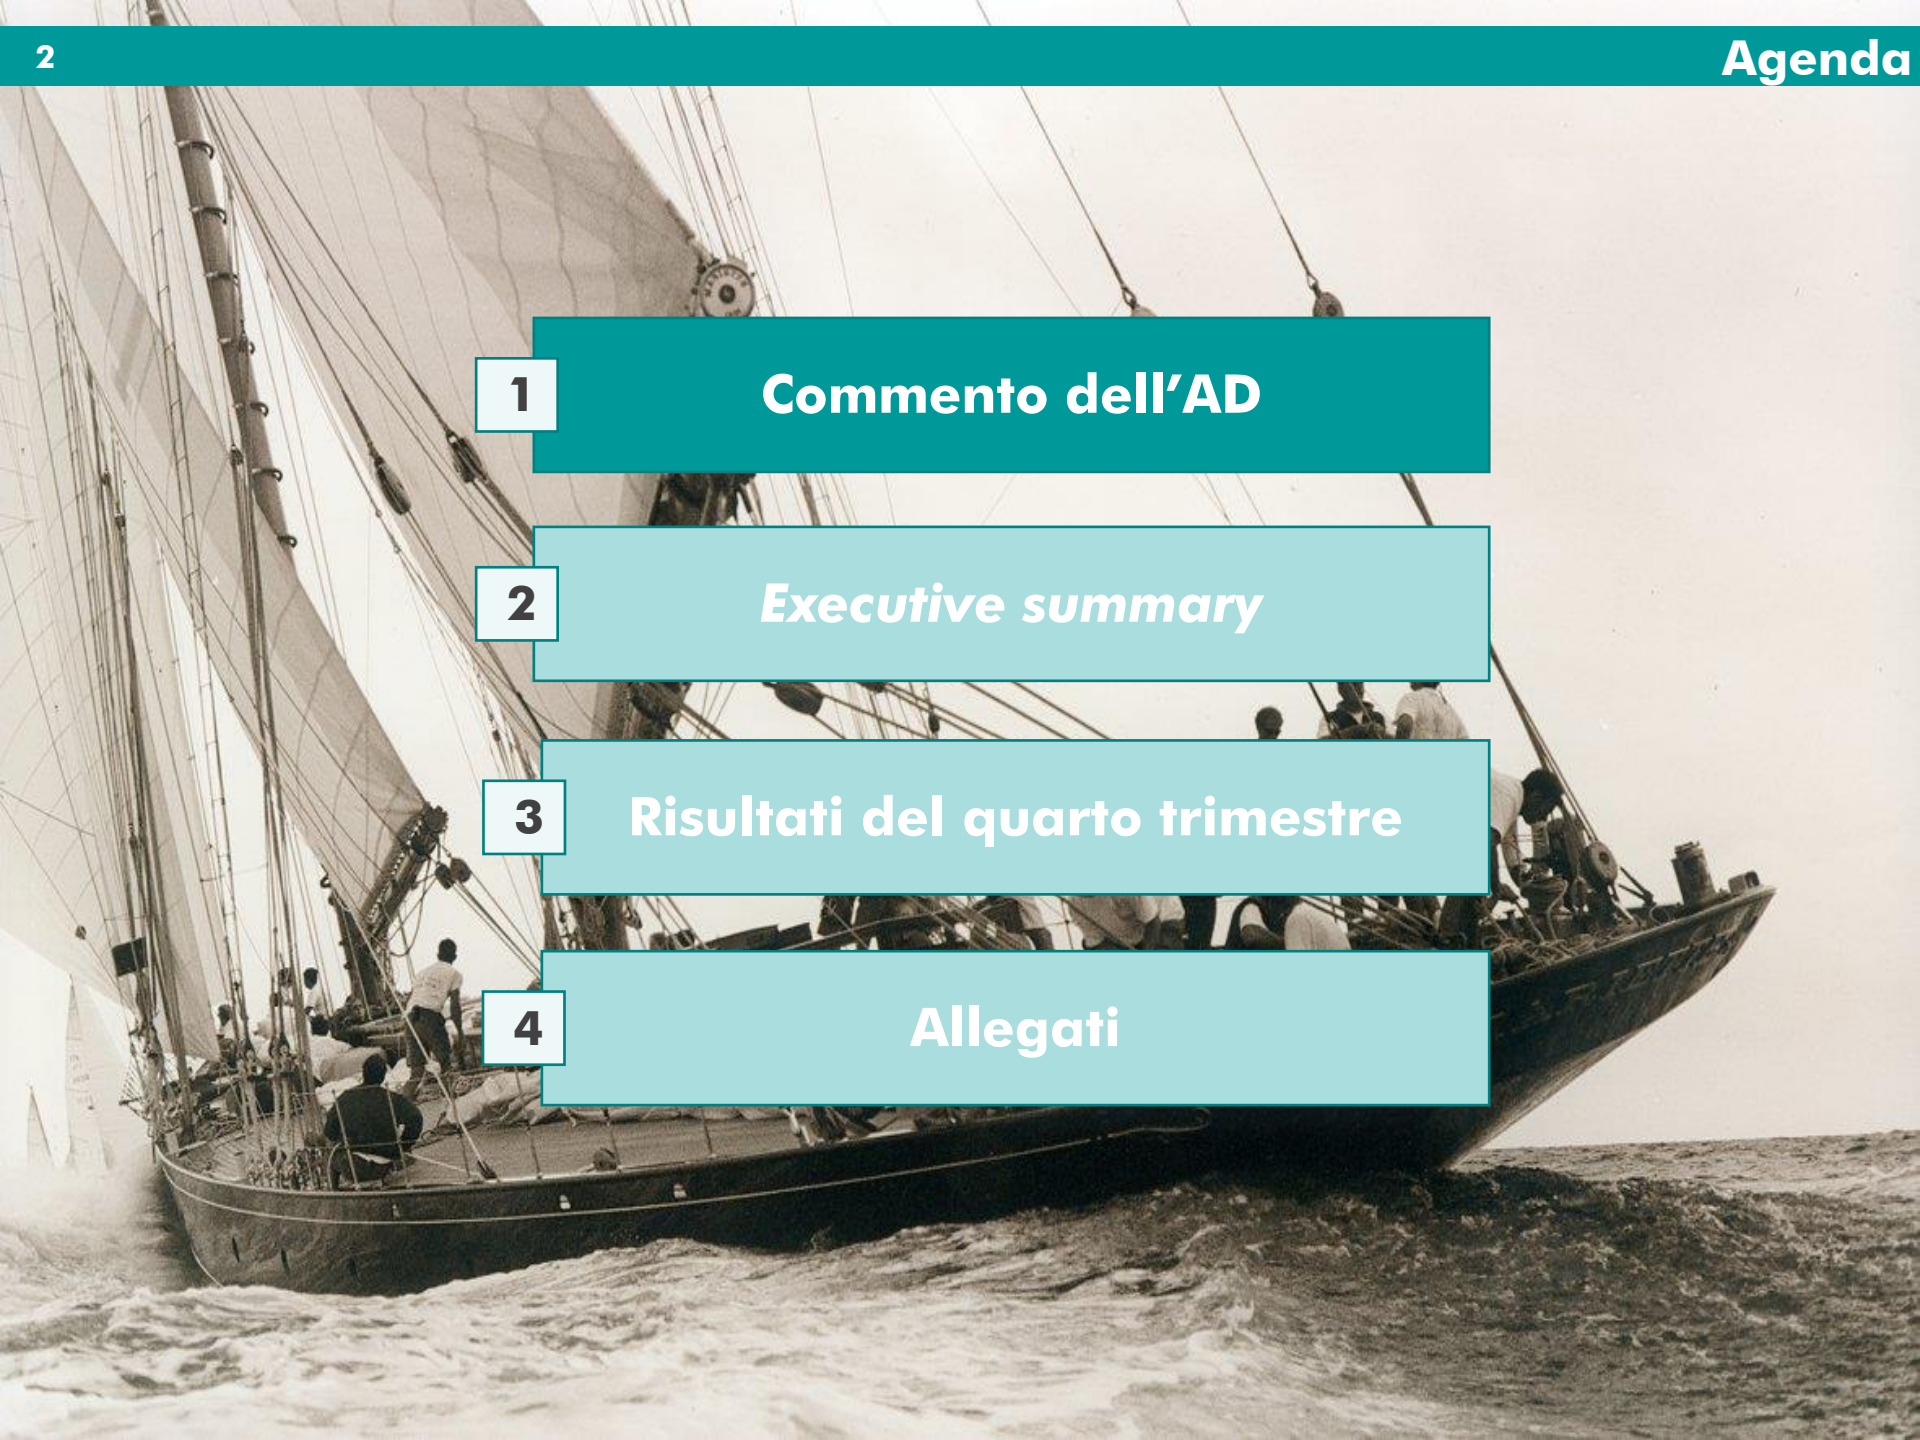 2
Agenda
1
Commento dell’AD
2
Executive summary
3
Risultati del quarto trimestre
4
Allegati